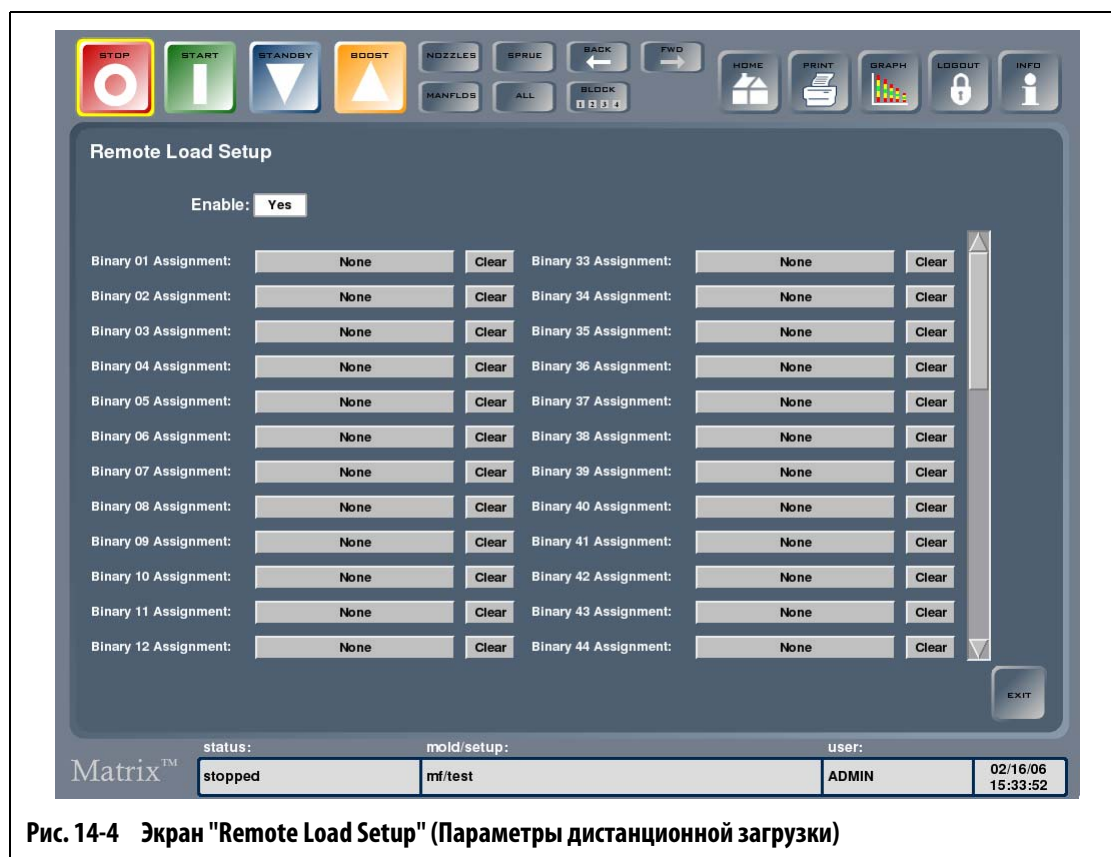 STOP START STANDBY BOOST NOZZLES SPRUE BACK FWD HOME PRINT GRAPH LOGOUT INFO
MANFLDS ALL BLOCK
1 2 3 4
Remote Load Setup
Enable: Yes
Binary 01 Assignment: None Clear Binary 33 Assignment: None Clear
Binary 02 Assignment: None Clear Binary 34 Assignment: None Clear
Binary 03 Assignment: None Clear Binary 35 Assignment: None Clear
Binary 04 Assignment: None Clear Binary 36 Assignment: None Clear
Binary 05 Assignment: None Clear Binary 37 Assignment: None Clear
Binary 06 Assignment: None Clear Binary 38 Assignment: None Clear
Binary 07 Assignment: None Clear Binary 39 Assignment: None Clear
Binary 08 Assignment: None Clear Binary 40 Assignment: None Clear
Binary 09 Assignment: None Clear Binary 41 Assignment: None Clear
Binary 10 Assignment: None Clear Binary 42 Assignment: None Clear
Binary 11 Assignment: None Clear Binary 43 Assignment: None Clear
Binary 12 Assignment: None Clear Binary 44 Assignment: None Clear
EXIT
status: mold/setup: user:
Matrix™ stopped mf/test ADMIN 02/16/06
15:33:52
Рис. 14-4 Экран "Remote Load Setup" (Параметры дистанционной загрузки)